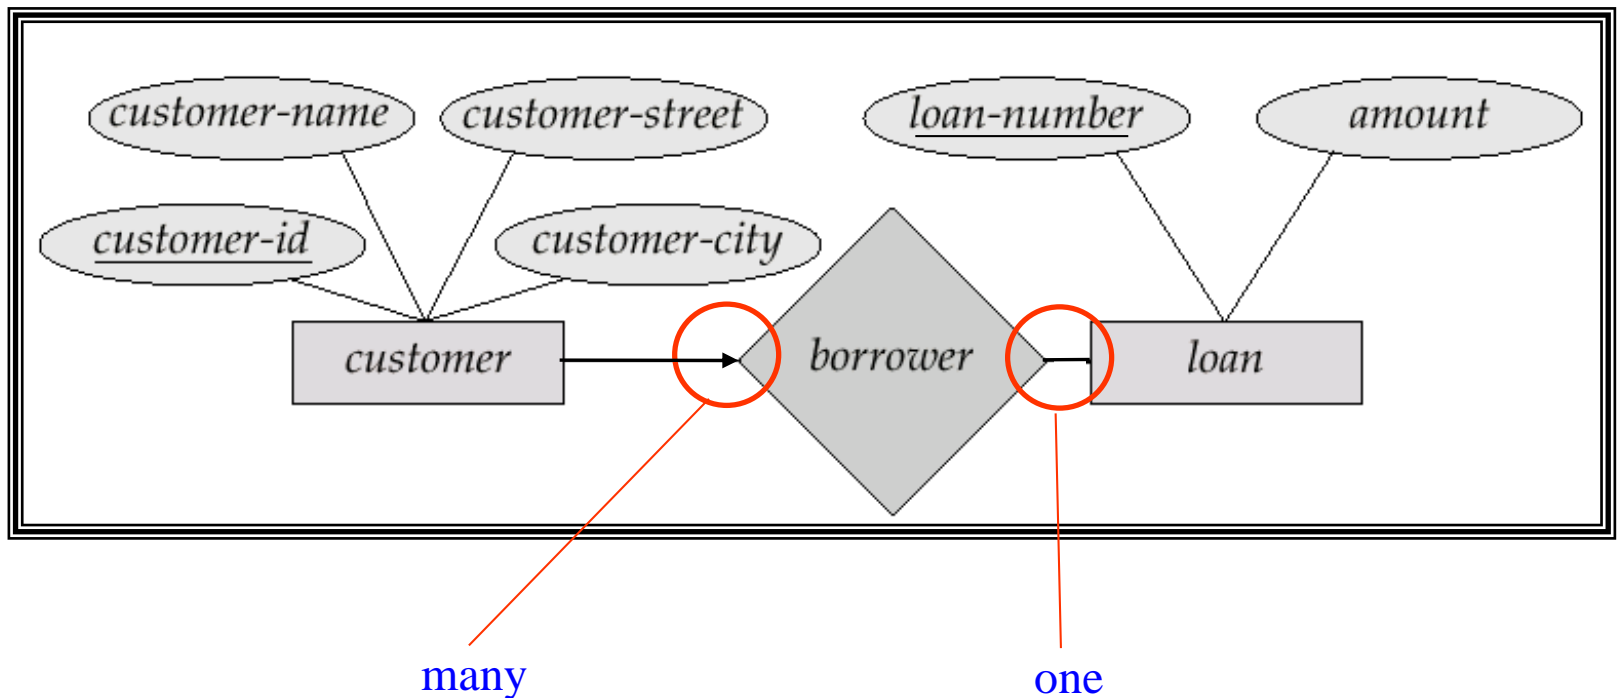 customer-name
customer-street
loan-number
amount
customer-id
customer-city
customer
borrower
loan
many
one